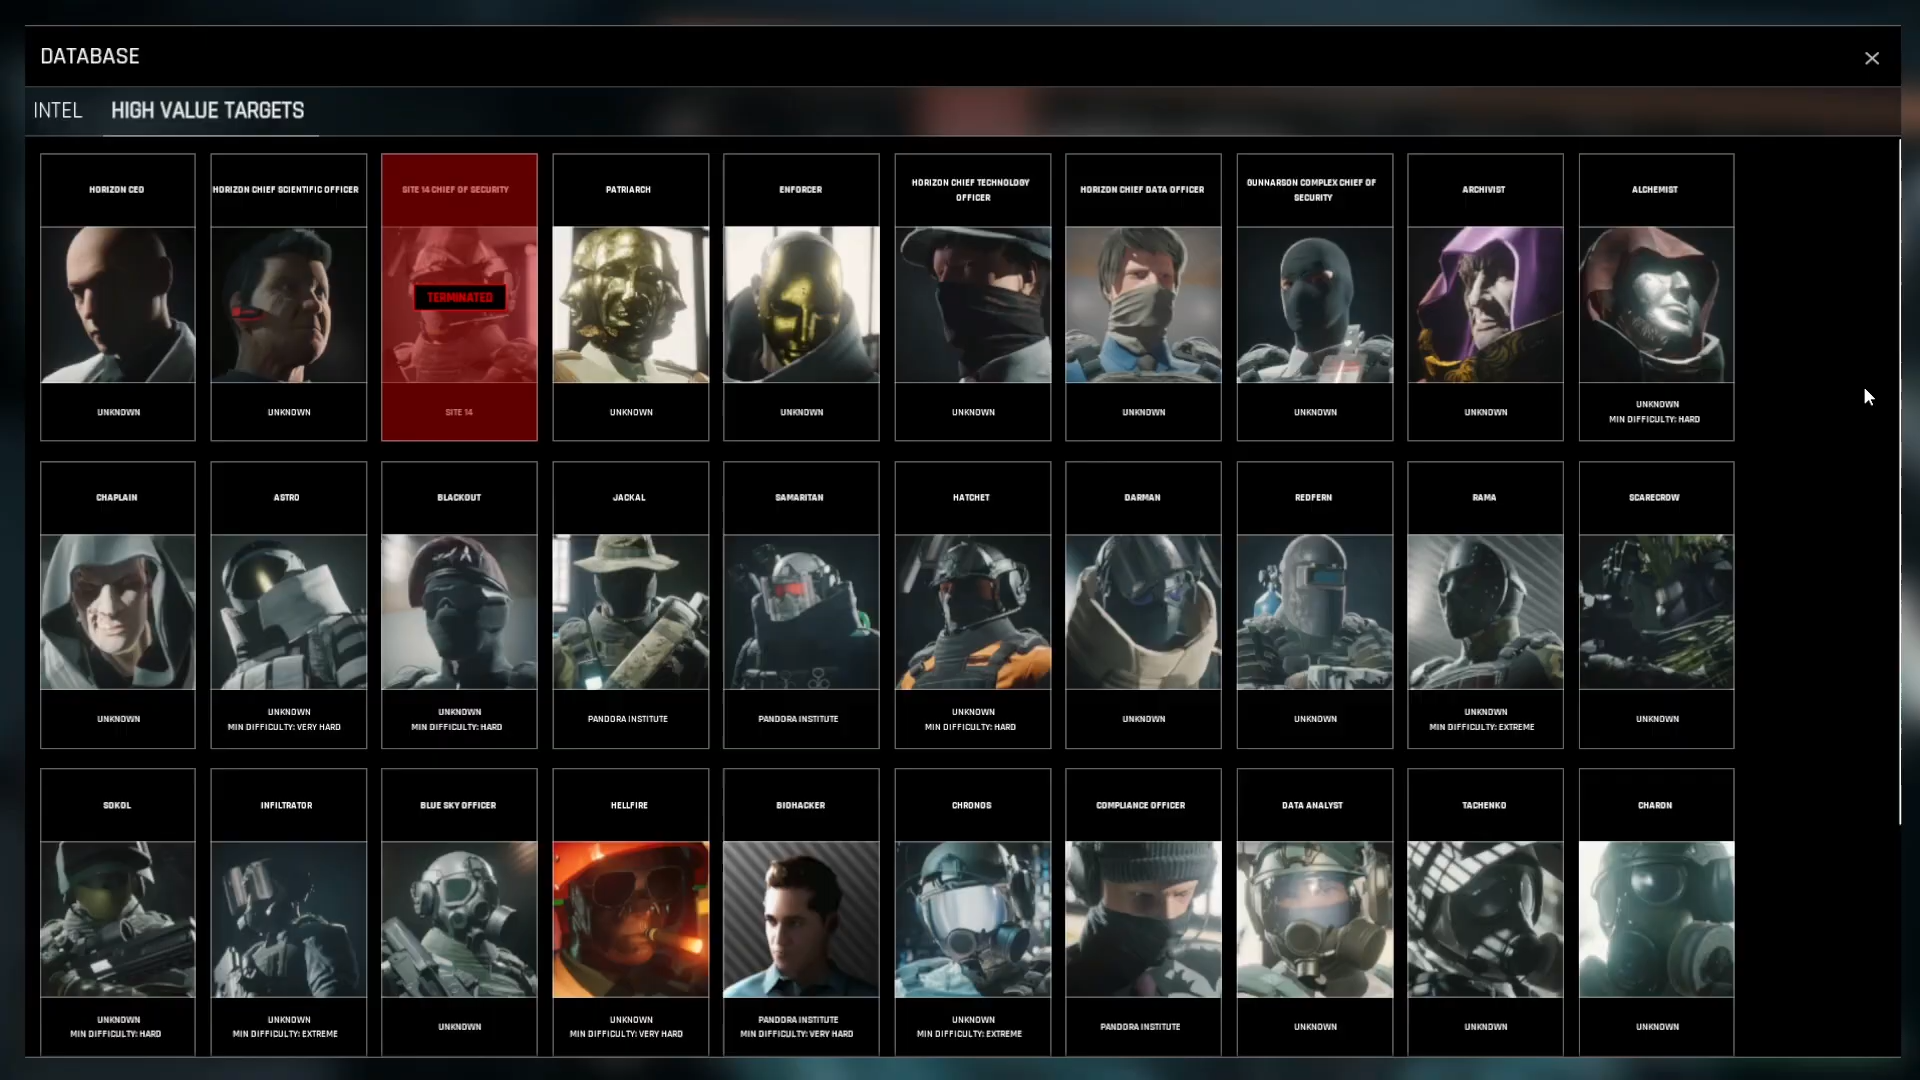 DATABASE
INTEL
HIGH VALUE TARGETS
HORIZON CEO
HORIZON CHIEF SCIENTIFIC OFFICER
SITE 14 CHIEF OF SECURITY
PATRIARCH
ENFORCER
HORIZON CHIEF TECHNOLOGY
OFFICER
HORIZON CHIEF DATA OFFICER
GUNNARSON COMPLEX CHIEF OF
SECURITY
ARCHIVIST
ALCHEMIST
TERMINATED
UNKNOWN
UNKNOWN
SITE 14
UNKNOWN
UNKNOWN
UNKNOWN
UNKNOWN
UNKNOWN
UNKNOWN
UNKNOWN
MIN DIFFICULTY: HARD
CHAPLAIN
ASTRO
BLACKOUT
JACKAL
SAMARITAN
HATCHET
DARMAN
REDFERN
RAMA
SCARECROW
UNKNOWN
UNKNOWN
MIN DIFFICULTY: VERY HARD
UNKNOWN
MIN DIFFICULTY: HARD
PANDORA INSTITUTE
PANDORA INSTITUTE
UNKNOWN
MIN DIFFICULTY: HARD
UNKNOWN
UNKNOWN
UNKNOWN
MIN DIFFICULTY: EXTREME
UNKNOWN
SOKOL
INFILTRATOR
BLUE SKY OFFICER
HELLFIRE
BIOHACKER
CHRONOS
COMPLIANCE OFFICER
DATA ANALYST
TACHENKO
CHARON
UNKNOWN
MIN DIFFICULTY: HARD
UNKNOWN
MIN DIFFICULTY: EXTREME
UNKNOWN
UNKNOWN
MIN DIFFICULTY: VERY HARD
PANDORA INSTITUTE
MIN DIFFICULTY: VERY HARD
UNKNOWN
MIN DIFFICULTY: EXTREME
PANDORA INSTITUTE
UNKNOWN
UNKNOWN
UNKNOWN